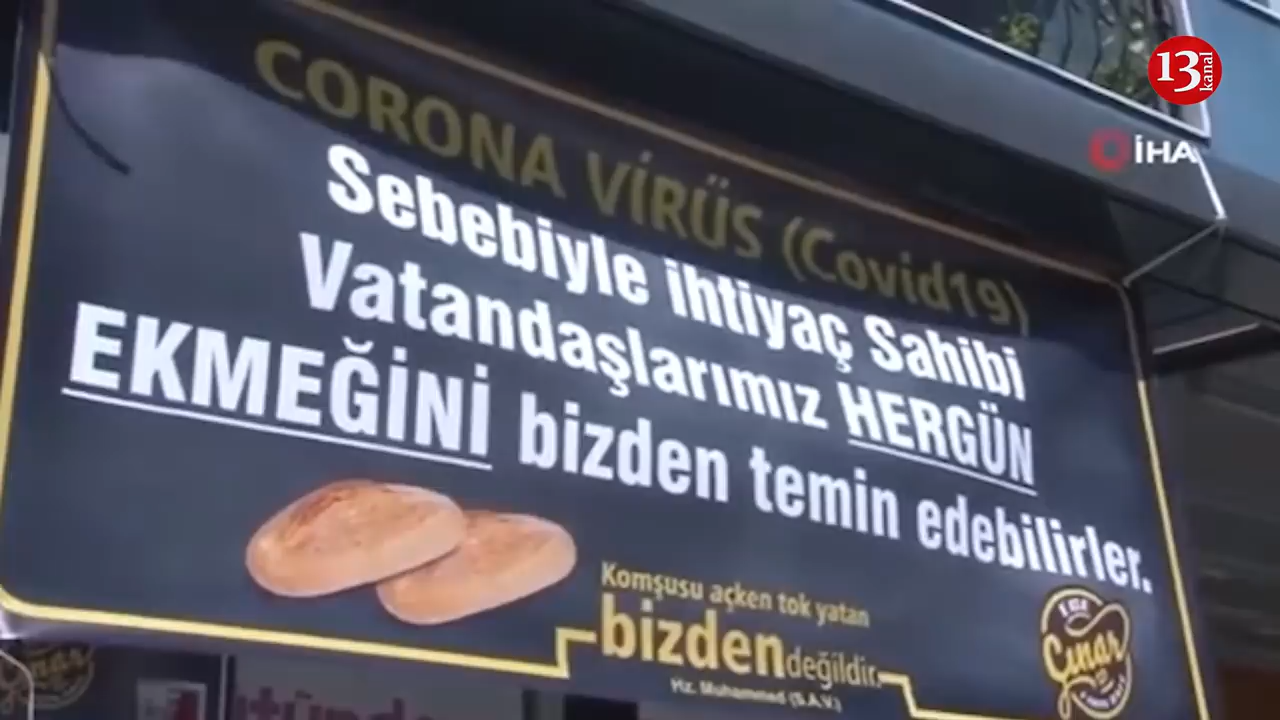 13 kanal
İHA
CORONA VİRÜS (Covid19)
Sebebiyle ihtiyaç Sahibi
Vatandaşlarımız HERGÜN
EKMEĞİNİ bizden temin edebilirler.
Komşusu açken tok yatan
bizden değildir.
Hz. Muhammed (S.A.V.)
Çınar